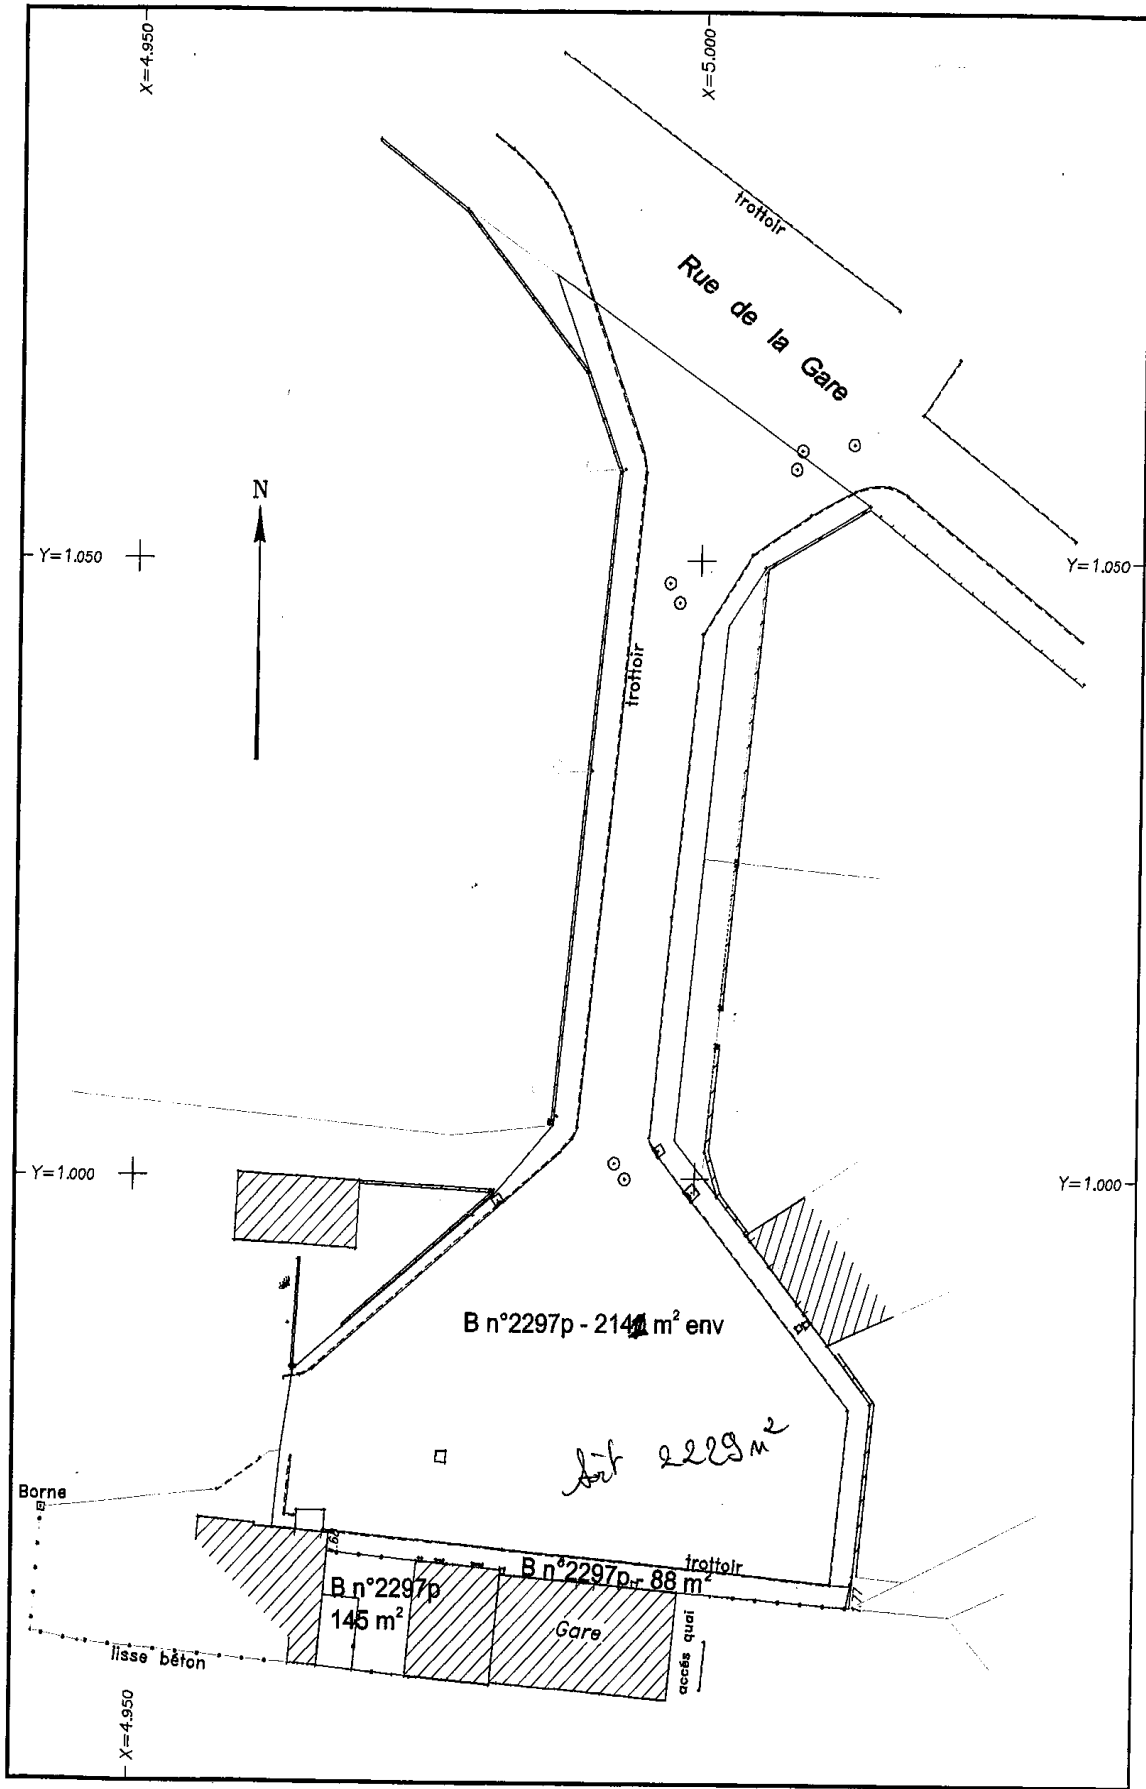 X=4.950
X=5.000
trottoir
Rue de la Gare
N
Y=1.050
Y=1.050
trottoir
Y=1.000
Y=1.000
B n°2297p - 214 m² env
soit 2229 m²
Borne
trottoir
B n°2297p - 88 m²
B n°2297p
145 m²
Gare
accés quai
lisse béton
X=4.950